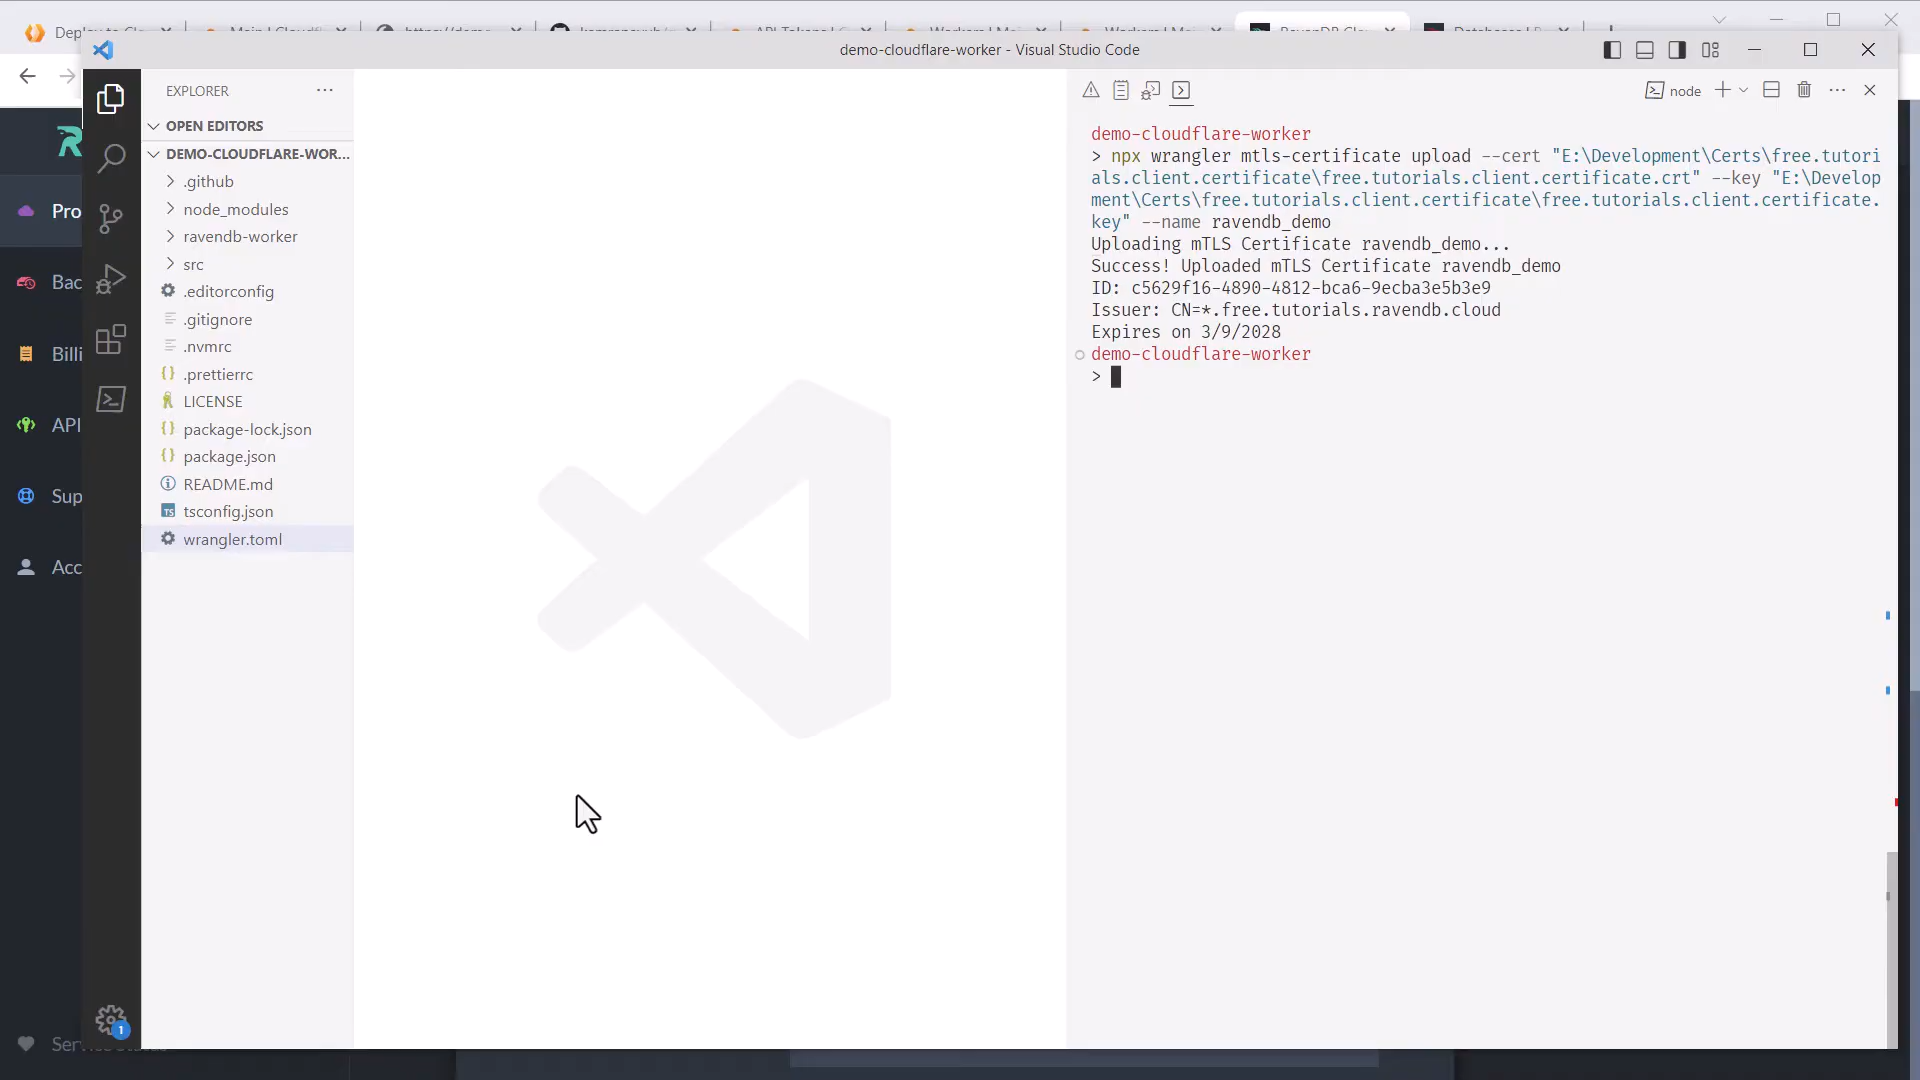 demo-cloudflare-worker - Visual Studio Code
Pro
Bac
Billi
API
Sup
Acc
EXPLORER
OPEN EDITORS
DEMO-CLOUDFLARE-WOR...
.github
node_modules
ravendb-worker
src
.editorconfig
.gitignore
.nvmrc
.prettierrc
LICENSE
package-lock.json
package.json
README.md
tsconfig.json
wrangler.toml
1
node
demo-cloudflare-worker
> npx wrangler mtls-certificate upload --cert "E:\Development\Certs\free.tutori
als.client.certificate\free.tutorials.client.certificate.crt" --key "E:\Develop
ment\Certs\free.tutorials.client.certificate\free.tutorials.client.certificate.
key" --name ravendb_demo
Uploading mTLS Certificate ravendb_demo...
Success! Uploaded mTLS Certificate ravendb_demo
ID: c5629f16-4890-4812-bca6-9ecba3e5b3e9
Issuer: CN=*.free.tutorials.ravendb.cloud
Expires on 3/9/2028
demo-cloudflare-worker
>